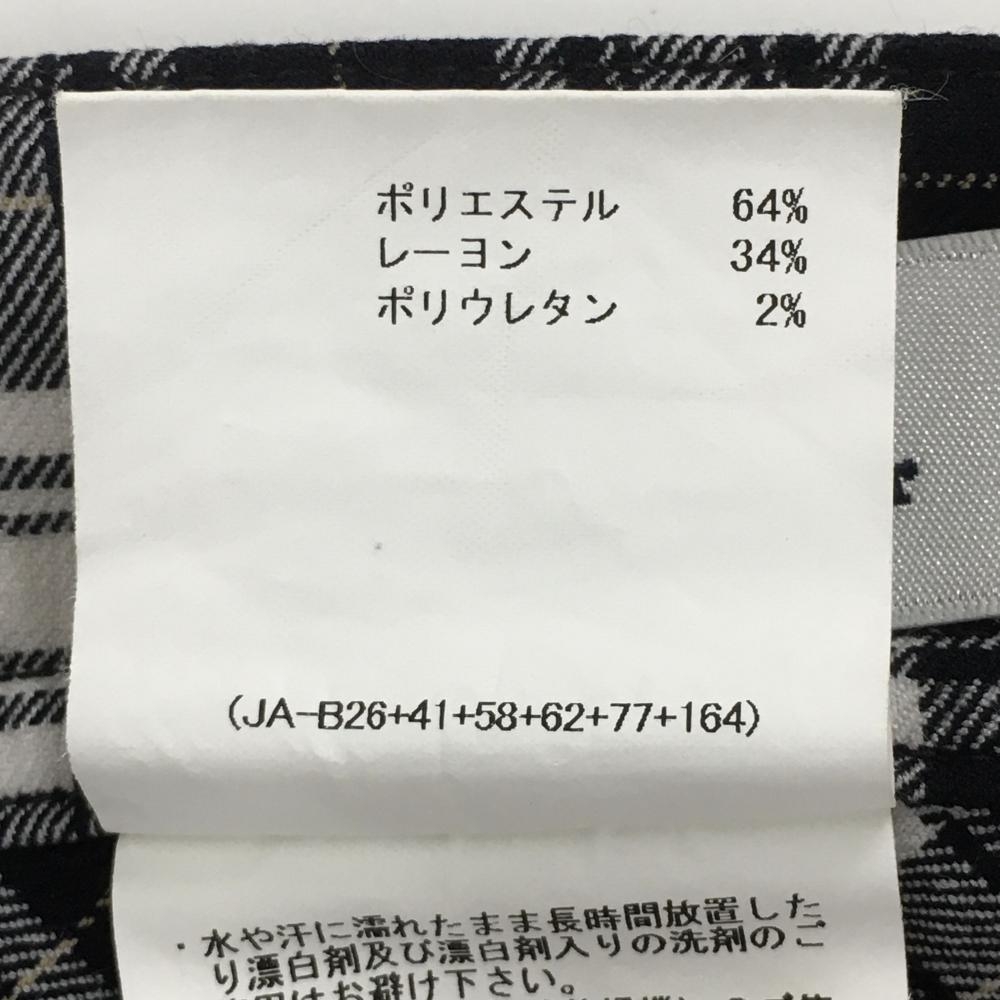 ポリエステル 64%
レーヨン 34%
ポリウレタン 2%
(JA-B26+41+58+62+77+164)
・水や汗に濡れたまま長時間放置した
り漂白剤及び漂白剤入りの洗剤のご
はお避け下さい。